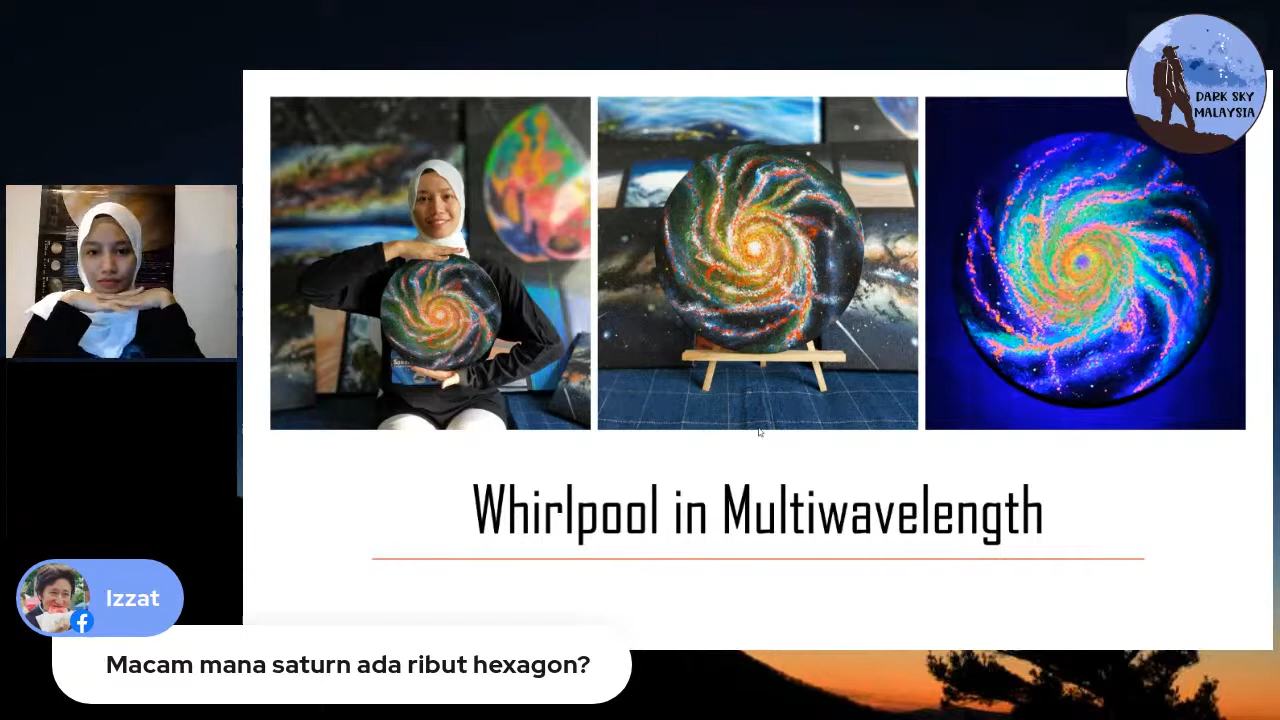 DARK SKY
MALAYSIA
Whirlpool in Multiwavelength
Izzat
Macam mana saturn ada ribut hexagon?